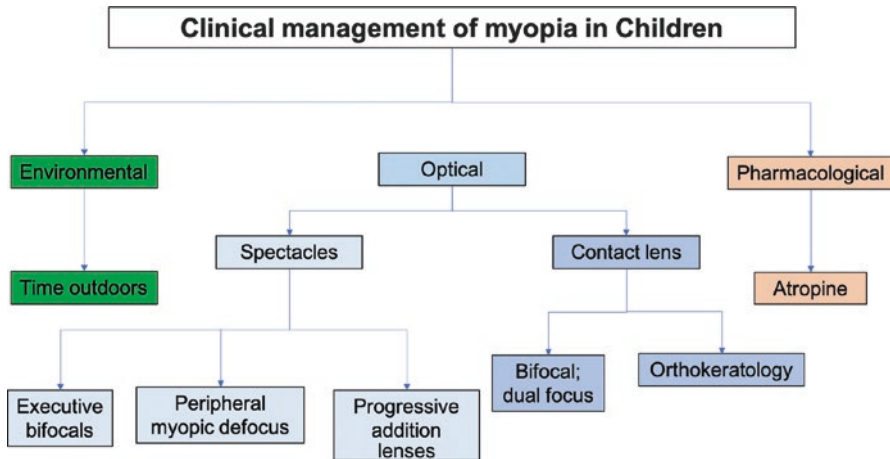 Clinical management of myopia in Children
Environmental
Optical
Pharmacological
Spectacles
Contact lens
Time outdoors
Atropine
Bifocal;
dual focus
Orthokeratology
Executive
bifocals
Peripheral
myopic defocus
Progressive
addition
lenses